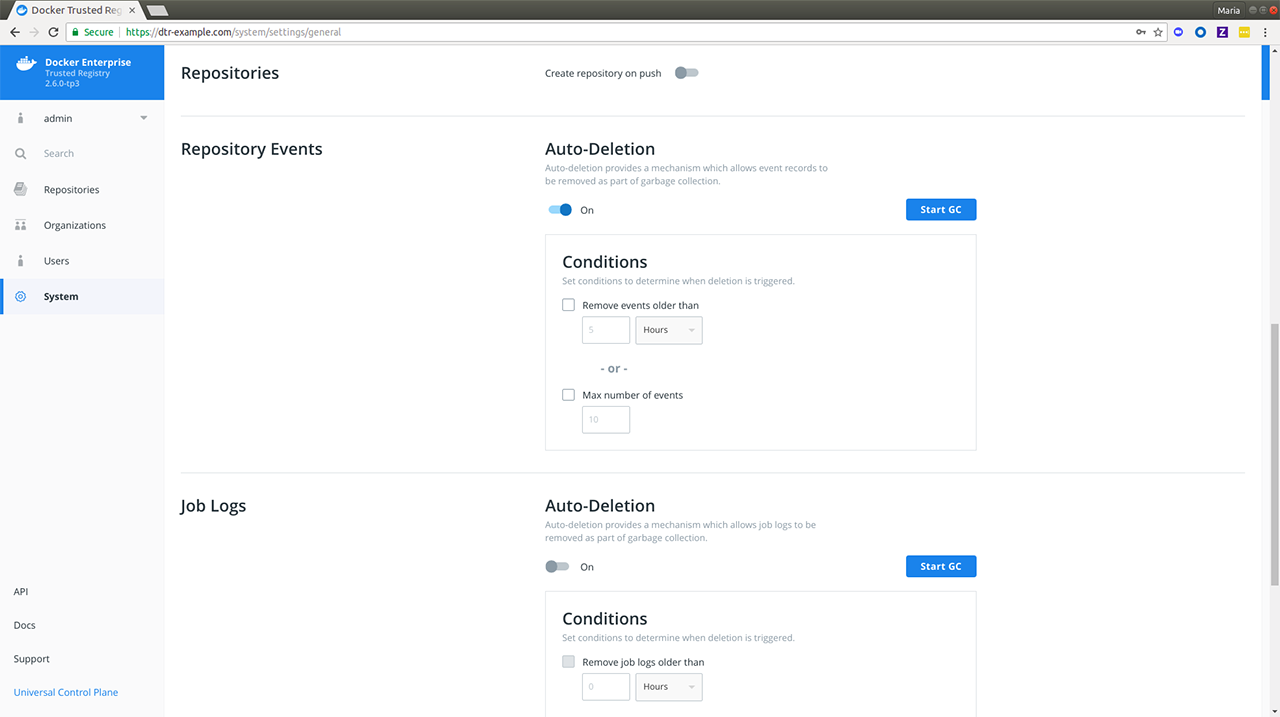 Docker Trusted Reg
Maria
Secure
https://dtr-example.com/system/settings/general
Docker Enterprise
Trusted Registry
2.6.0-tp3
admin
Search
Repositories
Organizations
Users
System
API
Docs
Support
Universal Control Plane
Repositories
Create repository on push
Repository Events
Auto-Deletion
Auto-deletion provides a mechanism which allows event records to
be removed as part of garbage collection.
On
Start GC
Conditions
Set conditions to determine when deletion is triggered.
Remove events older than
5
Hours
- or -
Max number of events
10
Job Logs
Auto-Deletion
Auto-deletion provides a mechanism which allows job logs to be
removed as part of garbage collection.
On
Start GC
Conditions
Set conditions to determine when deletion is triggered.
Remove job logs older than
0
Hours